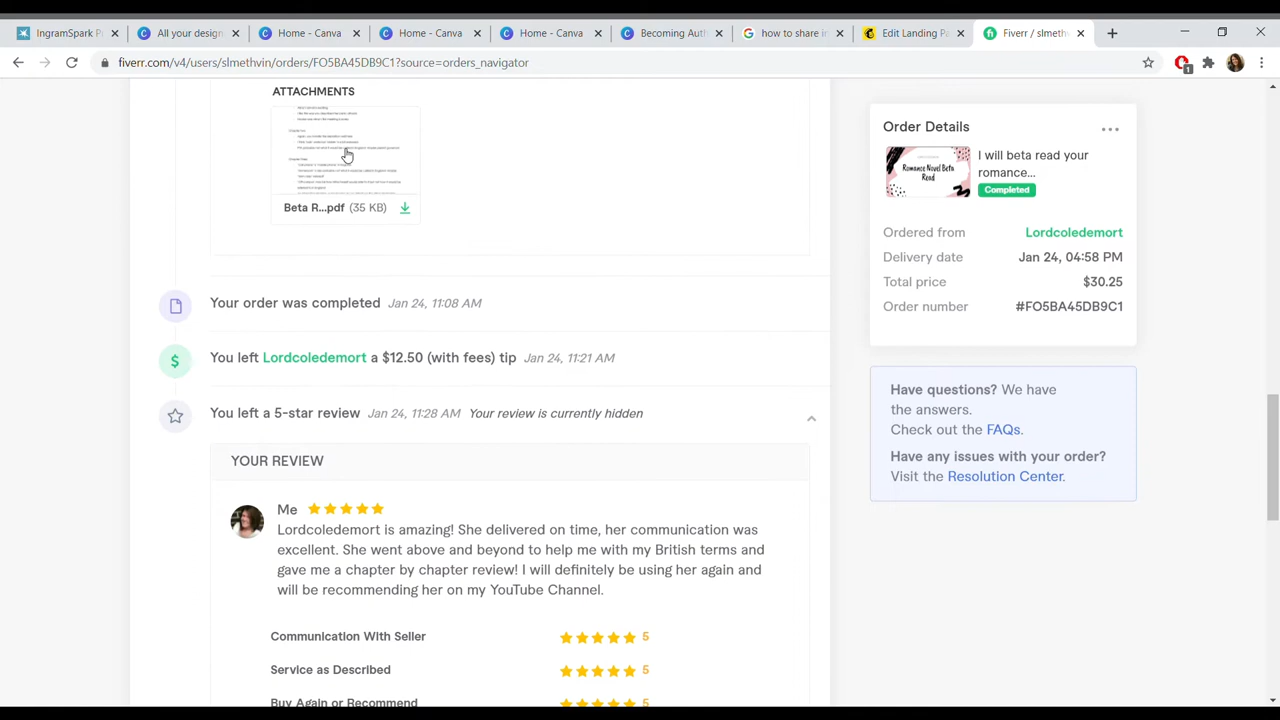 IngramSpark P
All your design
Home - Canva
Home - Canva
Home - Canva
Becoming Auth
how to share i
Edit Landing P
Fiverr / slmethv
fiverr.com/v4/users/slmethvin/orders/FO5BA45DB9C1?source=orders_navigator
1
ATTACHMENTS
Beta R...pdf (35 KB)
Your order was completed Jan 24, 11:08 AM
You left Lordcoledemort a $12.50 (with fees) tip Jan 24, 11:21 AM
You left a 5-star review Jan 24, 11:28 AM Your review is currently hidden
YOUR REVIEW
Me
Lordcoledemort is amazing! She delivered on time, her communication was
excellent. She went above and beyond to help me with my British terms and
gave me a chapter by chapter review! I will definitely be using her again and
will be recommending her on my YouTube Channel.
Communication With Seller 5
Service as Described 5
Buy Again or Recommend 5
Order Details
Romance Novel Beta
Read
I will beta read your
romance...
Completed
Ordered from Lordcoledemort
Delivery date Jan 24, 04:58 PM
Total price $30.25
Order number #FO5BA45DB9C1
Have questions? We have
the answers.
Check out the FAQs.
Have any issues with your order?
Visit the Resolution Center.